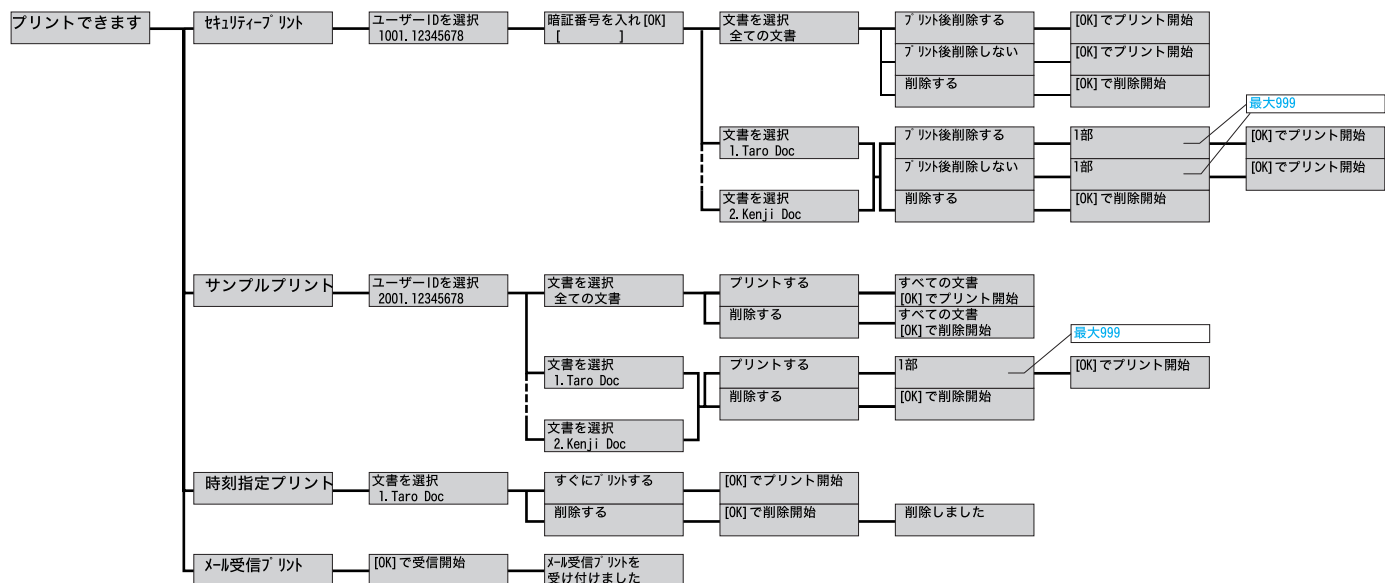 プリントできます
セキュリティープリント
ユーザーIDを選択
1001.12345678
暗証番号を入れ[OK]
[        ]
文書を選択
全ての文書
プリント後削除する
[OK]でプリント開始
プリント後削除しない
[OK]でプリント開始
削除する
[OK]で削除開始
最大999
文書を選択
1.Taro Doc
プリント後削除する
1部
[OK]でプリント開始
プリント後削除しない
1部
[OK]でプリント開始
文書を選択
2.Kenji Doc
削除する
[OK]で削除開始
サンプルプリント
ユーザーIDを選択
2001.12345678
文書を選択
全ての文書
プリントする
すべての文書
[OK]でプリント開始
削除する
すべての文書
[OK]で削除開始
最大999
文書を選択
1.Taro Doc
プリントする
1部
[OK]でプリント開始
削除する
[OK]で削除開始
文書を選択
2.Kenji Doc
時刻指定プリント
文書を選択
1.Taro Doc
すぐにプリントする
[OK]でプリント開始
削除する
[OK]で削除開始
削除しました
メール受信プリント
[OK]で受信開始
メール受信プリントを
受け付けました